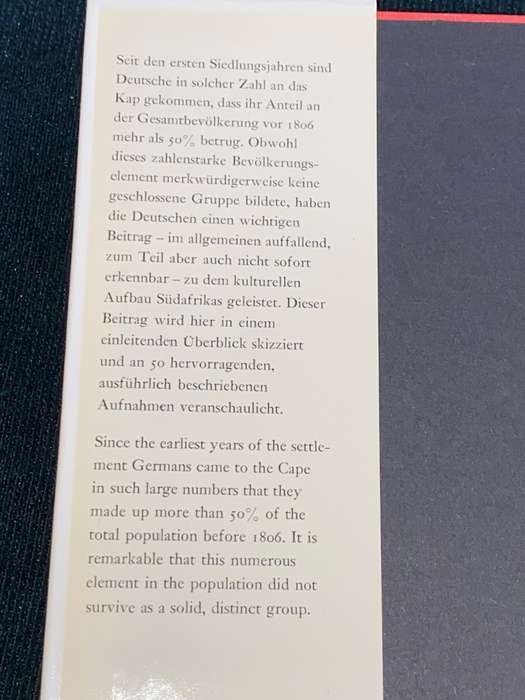 Seit den ersten Siedlungsjahren sind
Deutsche in solcher Zahl an das
Kap gekommen, dass ihr Anteil an
der Gesamtbevölkerung vor 1806
mehr als 50% betrug. Obwohl
dieses zahlenstarke Bevölkerungs-
element merkwürdigerweise keine
geschlossene Gruppe bildete, haben
die Deutschen einen wichtigen
Beitrag – im allgemeinen auffallend,
zum Teil aber auch nicht sofort
erkennbar – zu dem kulturellen
Aufbau Südafrikas geleistet. Dieser
Beitrag wird hier in einem
einleitenden Überblick skizziert
und an 50 hervorragenden,
ausführlich beschriebenen
Aufnahmen veranschaulicht.
Since the earliest years of the settle-
ment Germans came to the Cape
in such large numbers that they
made up more than 50% of the
total population before 1806. It is
remarkable that this numerous
element in the population did not
survive as a solid, distinct group.